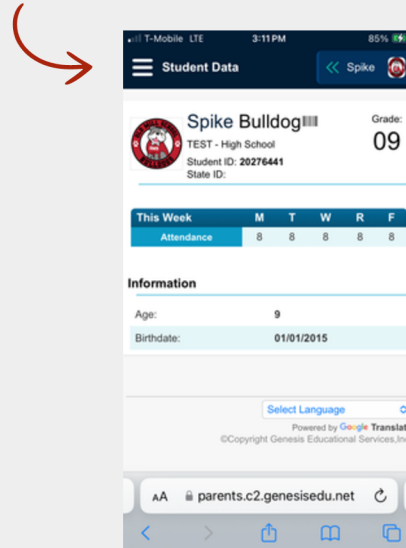 T-Mobile LTE 3:11 PM 85%
Student Data Spike
Spike Bulldog
Grade:
09
TEST - High School
Student ID: 20276441
State ID:
This Week M T W R F
Attendance 8 8 8 8 8
Information
Age: 9
Birthdate: 01/01/2015
Select Language
Powered by Google Translat
©Copyright Genesis Educational Services,Inc
AA parents.c2.genesisedu.net